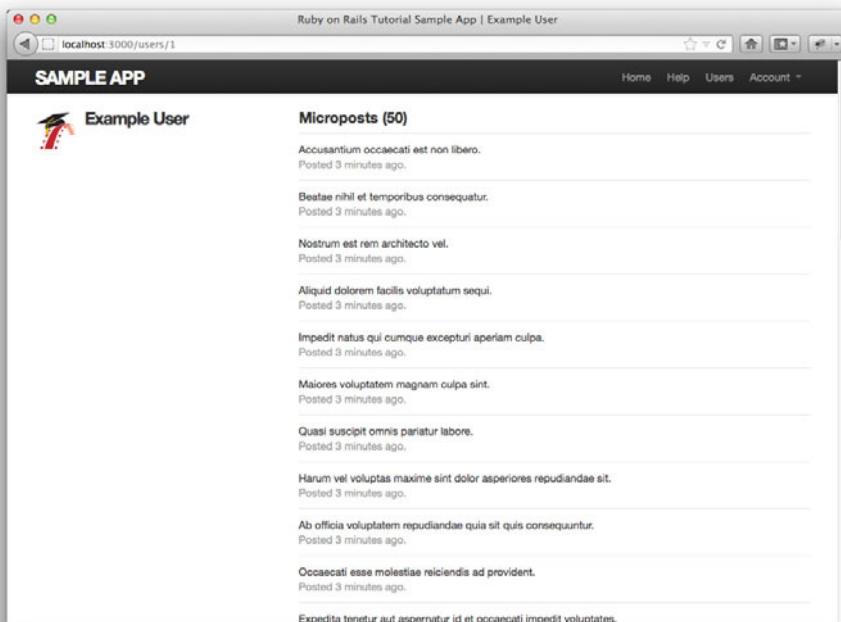 Ruby on Rails Tutorial Sample App | Example User
localhost:3000/users/1
SAMPLE APP
Home Help Users Account
Example User
Microposts (50)
Accusantium occaecati est non libero.
Posted 3 minutes ago.
Beatae nihil et temporibus consequatur.
Posted 3 minutes ago.
Nostrum est rem architecto vel.
Posted 3 minutes ago.
Aliquid dolorem facilis voluptatum sequi.
Posted 3 minutes ago.
Impedit natus qui cumque excepturi aperiam culpa.
Posted 3 minutes ago.
Maiores voluptatem magnam culpa sint.
Posted 3 minutes ago.
Quasi suscipit omnis pariatur labore.
Posted 3 minutes ago.
Harum vel voluptas maxime sint dolor asperiores repudiandae sit.
Posted 3 minutes ago.
Ab officia voluptatem repudiandae quia sit quis consequuntur.
Posted 3 minutes ago.
Occaecati esse molestiae reiciendis ad provident.
Posted 3 minutes ago.
Expedita tenetur aut aspernatur id et occaecati impedit voluptates.